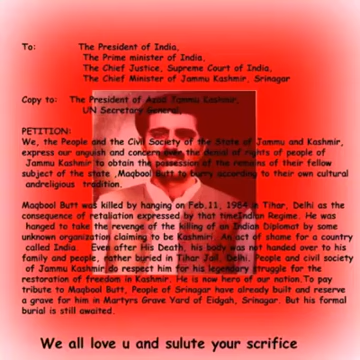 To: The President of India,
The Prime minister of India,
The Chief Justice, Supreme Court of India,
The Chief Minister of Jammu Kashmir, Srinagar
Copy to: The President of Azad Jammu Kashmir,
UN Secretary General,
PETITION:
We, the People and the Civil Society of the State of Jammu and Kashmir,
express our anguish and concern over the denial of rights of people of
Jammu Kashmir to obtain the possession of the remains of their fellow
subject of the state ,Maqbool Butt to burry according to their own cultural
andreligious tradition.
Maqbool Butt was killed by hanging on Feb,11, 1984 in Tihar, Delhi as the
consequence of retaliation expressed by that timeIndian Regime. He was
hanged to take the revenge of the killing of an Indian Diplomat by some
unknown organization claiming to be Kashmiri. An act of shame for a country
called India. Even after His Death, his body was not handed over to his
family and people, rather buried in Tihar Jail, Delhi. People and civil society
of Jammu Kashmir do respect him for his legendary struggle for the
restoration of freedom in Kashmir. He is now hero of our nation.To pay
tribute to Maqbool Butt, People of Srinagar have already built and reserve
a grave for him in Martyrs Grave Yard of Eidgah, Srinagar. But his formal
burial is still awaited.
We all love u and sulute your scrifice